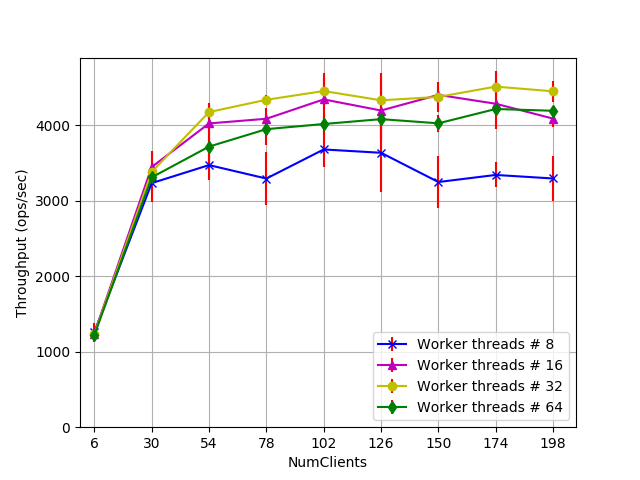 Throughput (ops/sec)
4000
3000
2000
1000
0
6 30 54 78 102 126 150 174 198
NumClients
Worker threads # 8
Worker threads # 16
Worker threads # 32
Worker threads # 64